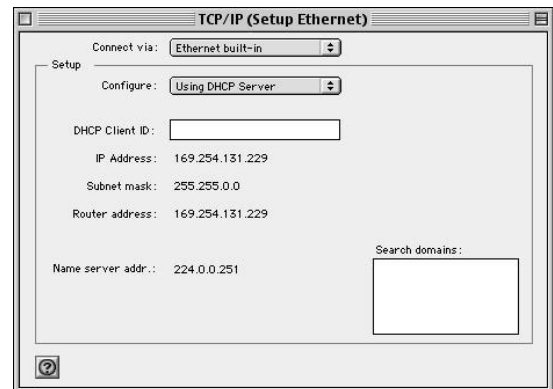 TCP/IP (Setup Ethernet)
Connect via: Ethernet built-in
Setup
Configure: Using DHCP Server
DHCP Client ID:
IP Address: 169.254.131.229
Subnet mask: 255.255.0.0
Router address: 169.254.131.229
Search domains:
Name server addr.: 224.0.0.251
?